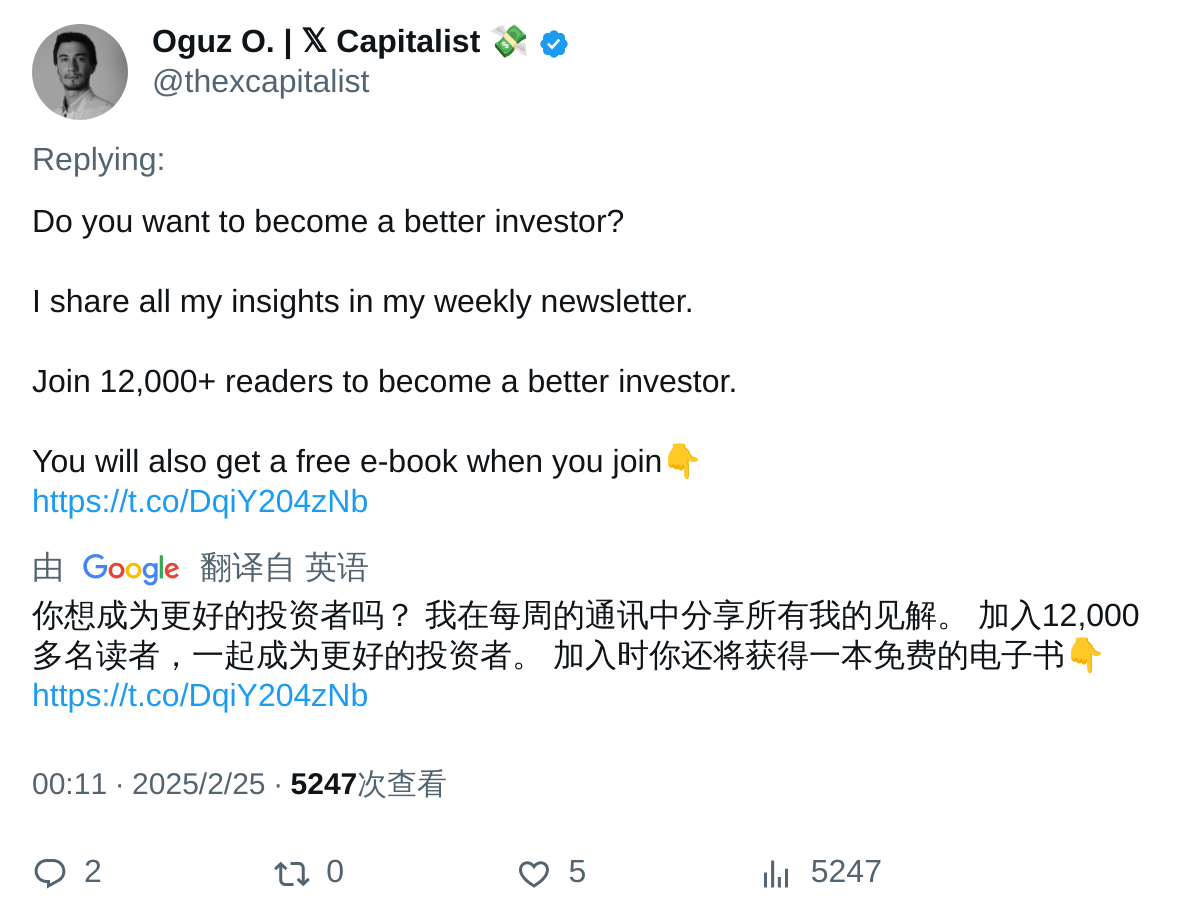 Oguz O. | 𝕏 Capitalist 💸
@thexcapitalist
Replying:
Do you want to become a better investor?
I share all my insights in my weekly newsletter.
Join 12,000+ readers to become a better investor.
You will also get a free e-book when you join👇
https://t.co/DqiY204zNb
由 Google 翻译自 英语
你想成为更好的投资者吗？ 我在每周的通讯中分享所有我的见解。 加入12,000
多名读者，一起成为更好的投资者。 加入时你还将获得一本免费的电子书👇
https://t.co/DqiY204zNb
00:11 · 2025/2/25 · 5247次查看
2 0 5 5247